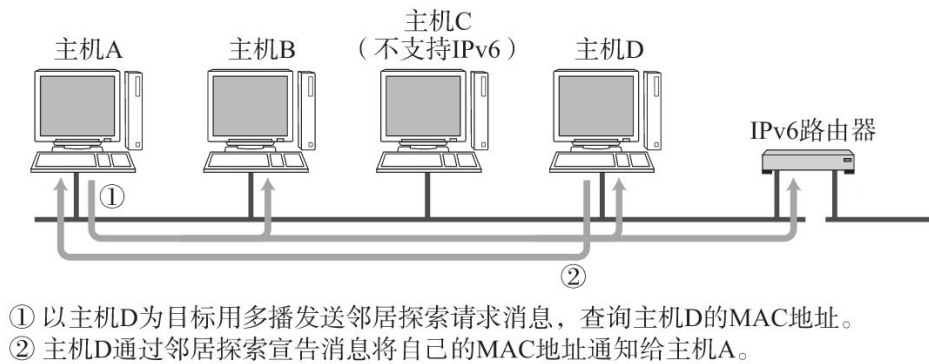 主机A
主机B
主机C
（不支持IPv6）
主机D
IPv6路由器
①
②
① 以主机D为目标用多播发送邻居探索请求消息，查询主机D的MAC地址。
② 主机D通过邻居探索宣告消息将自己的MAC地址通知给主机A。